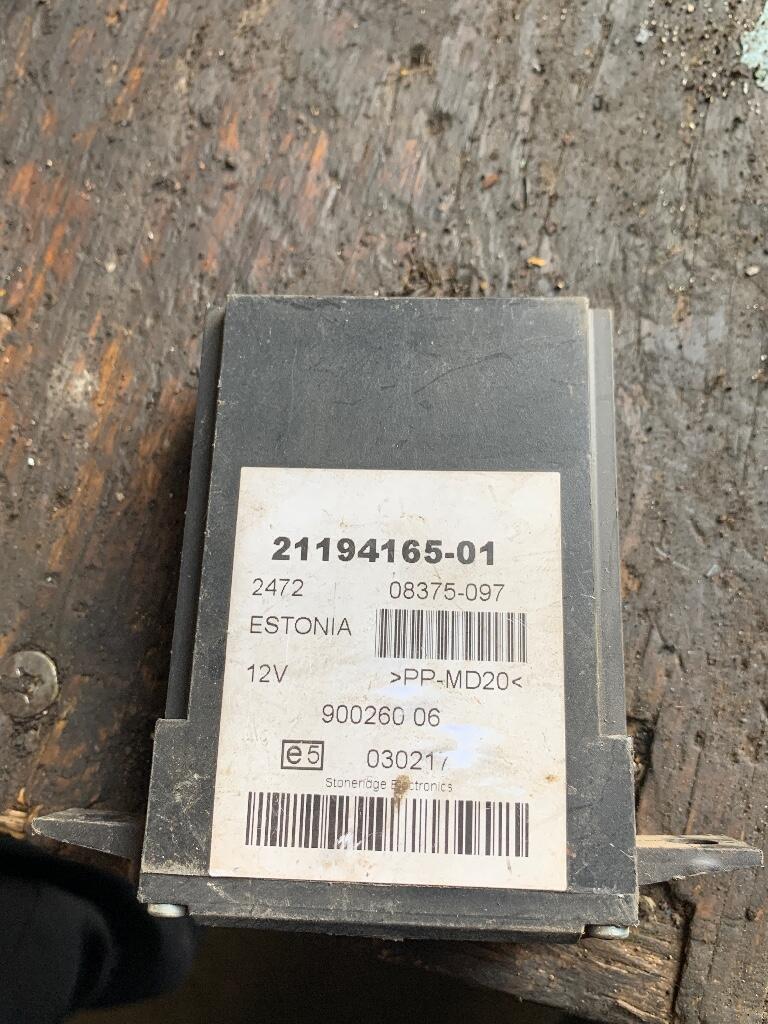 21194165-01
2472 08375-097
ESTONIA
12V >PP-MD20<
900260 06
e5 030217
Stoneridge Electronics